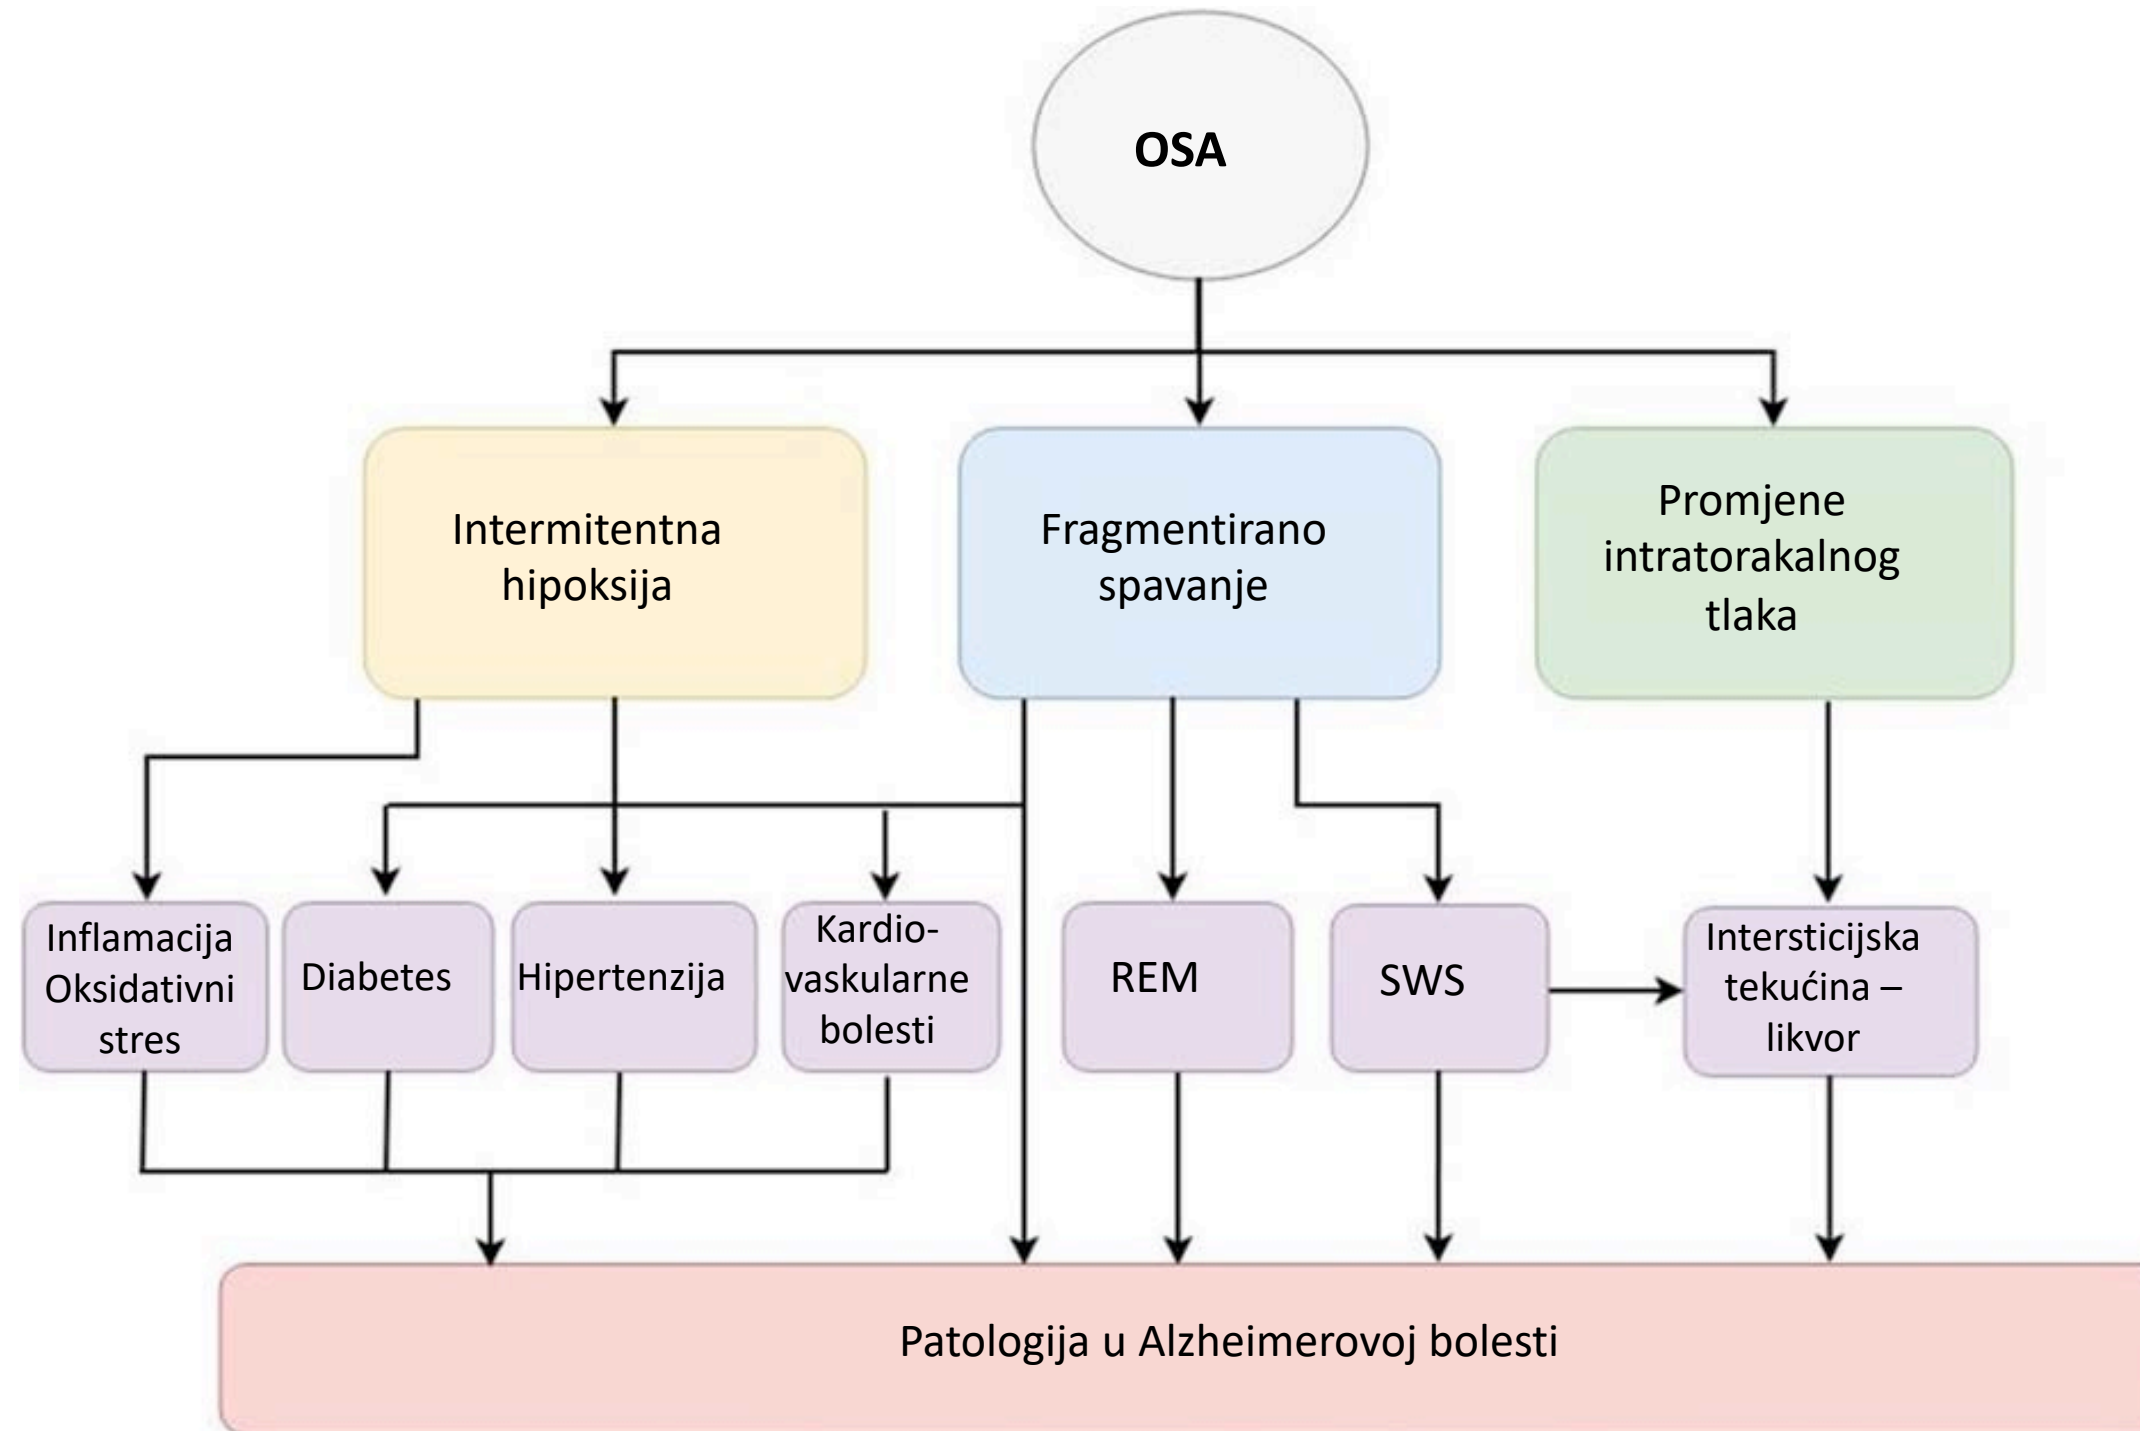 OSA
Intermitentna
hipoksija
Fragmentirano
spavanje
Promjene
intratorakalnog
tlaka
Inflamacija
Oksidativni
stres
Diabetes
Hipertenzija
Kardio-
vaskularne
bolesti
REM
SWS
Intersticijska
tekućina –
likvor
Patologija u Alzheimerovoj bolesti